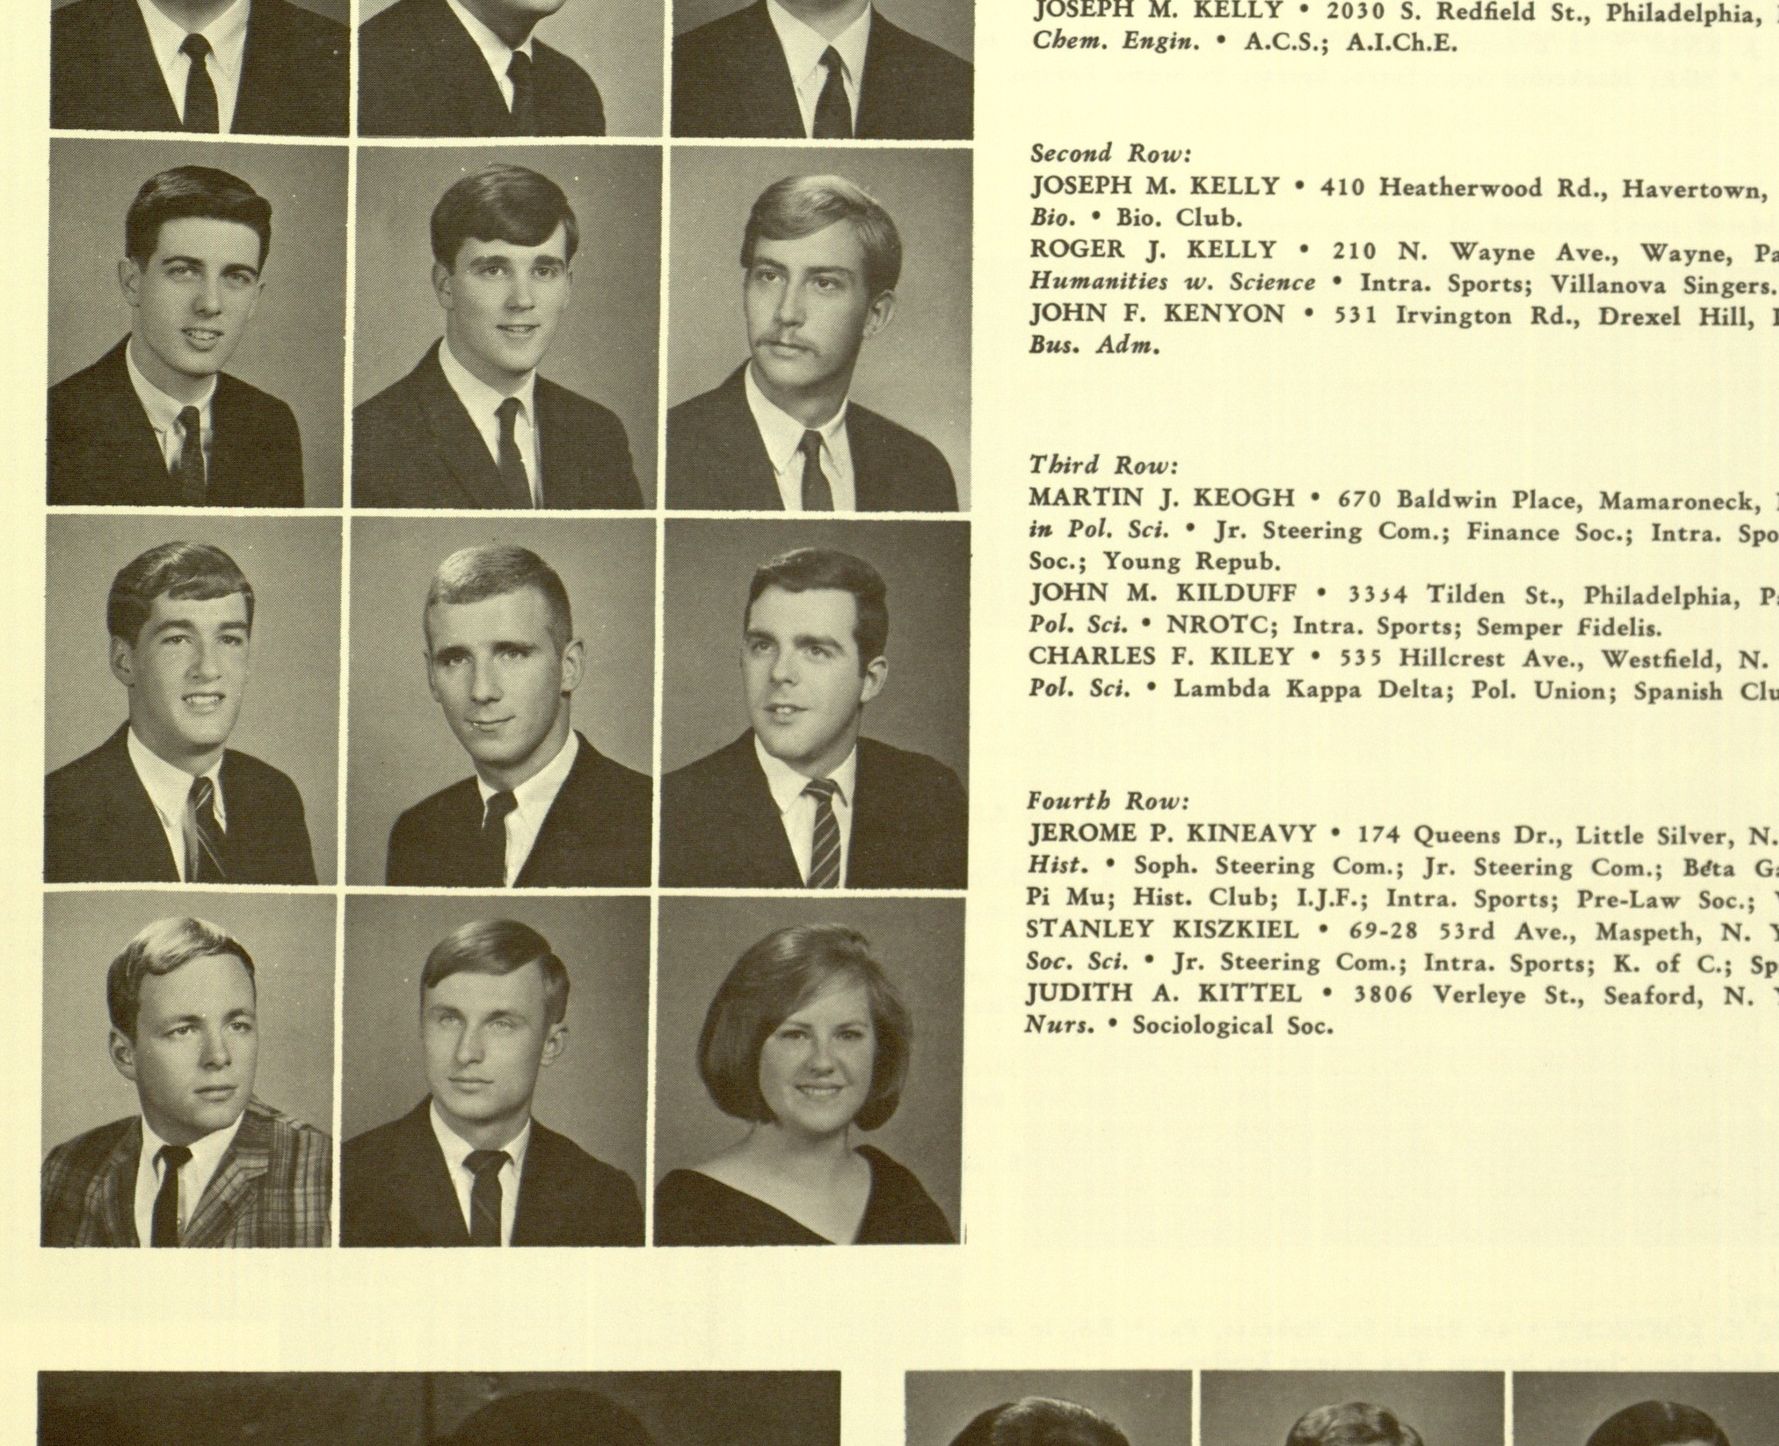 JOSEPH M. KELLY • 2030 S. Redfield St., Philadelphia,
Chem. Engin. • A.C.S.; A.I.Ch.E.
Second Row:
JOSEPH M. KELLY • 410 Heatherwood Rd., Havertown,
Bio. • Bio. Club.
ROGER J. KELLY • 210 N. Wayne Ave., Wayne, Pa
Humanities w. Science • Intra. Sports; Villanova Singers.
JOHN F. KENYON • 531 Irvington Rd., Drexel Hill,
Bus. Adm.
Third Row:
MARTIN J. KEOGH • 670 Baldwin Place, Mamaroneck,
in Pol. Sci. • Jr. Steering Com.; Finance Soc.; Intra. Spo
Soc.; Young Repub.
JOHN M. KILDUFF • 3334 Tilden St., Philadelphia, Pa
Pol. Sci. • NROTC; Intra. Sports; Semper Fidelis.
CHARLES F. KILEY • 535 Hillcrest Ave., Westfield, N.
Pol. Sci. • Lambda Kappa Delta; Pol. Union; Spanish Clu
Fourth Row:
JEROME P. KINEAVY • 174 Queens Dr., Little Silver, N.
Hist. • Soph. Steering Com.; Jr. Steering Com.; Beta Ga
Pi Mu; Hist. Club; I.J.F.; Intra. Sports; Pre-Law Soc.;
STANLEY KISZKIEL • 69-28 53rd Ave., Maspeth, N. Y
Soc. Sci. • Jr. Steering Com.; Intra. Sports; K. of C.; Sp
JUDITH A. KITTEL • 3806 Verleye St., Seaford, N.
Nurs. • Sociological Soc.